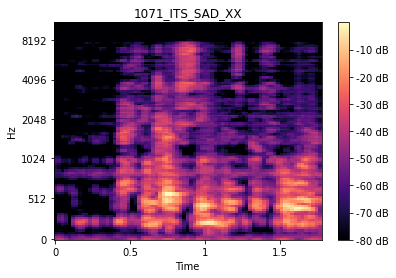 1071_ITS_SAD_XX
8192
4096
2048
1024
512
0
Hz
0
0.5
1
1.5
Time
-10 dB
-20 dB
-30 dB
-40 dB
-50 dB
-60 dB
-70 dB
-80 dB